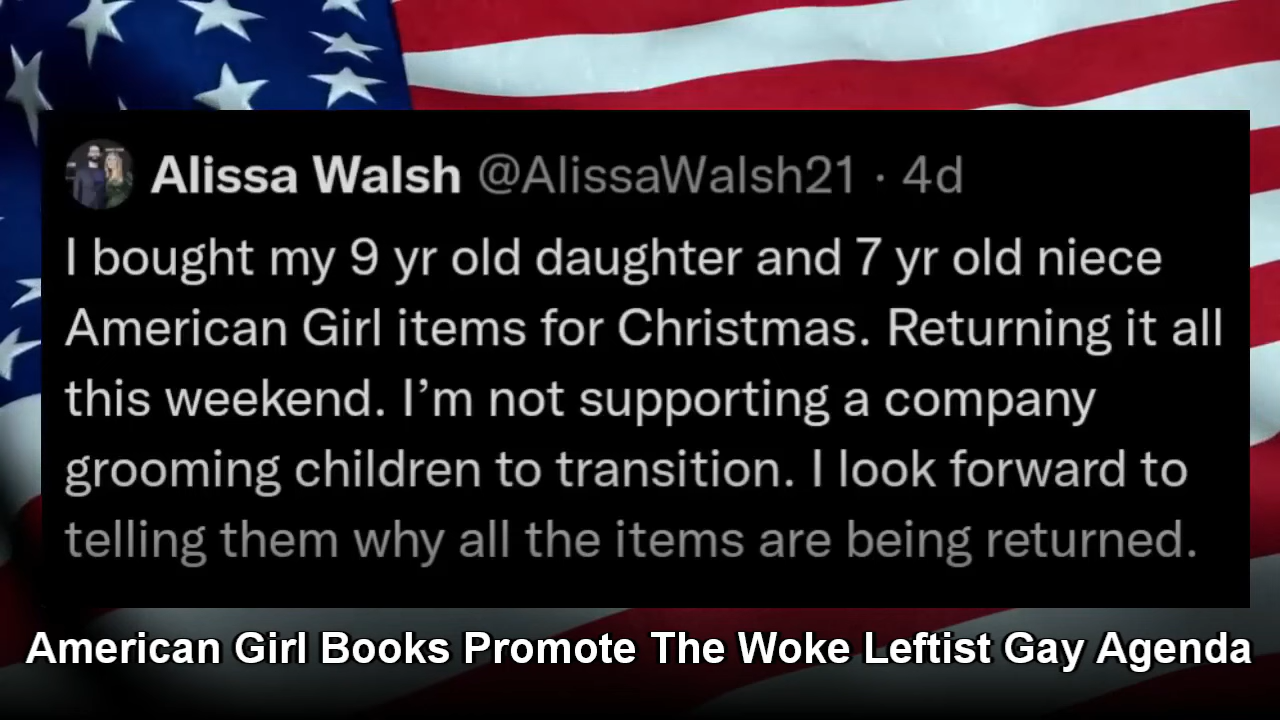 Alissa Walsh @AlissaWalsh21 · 4d
I bought my 9 yr old daughter and 7 yr old niece
American Girl items for Christmas. Returning it all
this weekend. I’m not supporting a company
grooming children to transition. I look forward to
telling them why all the items are being returned.
American Girl Books Promote The Woke Leftist Gay Agenda